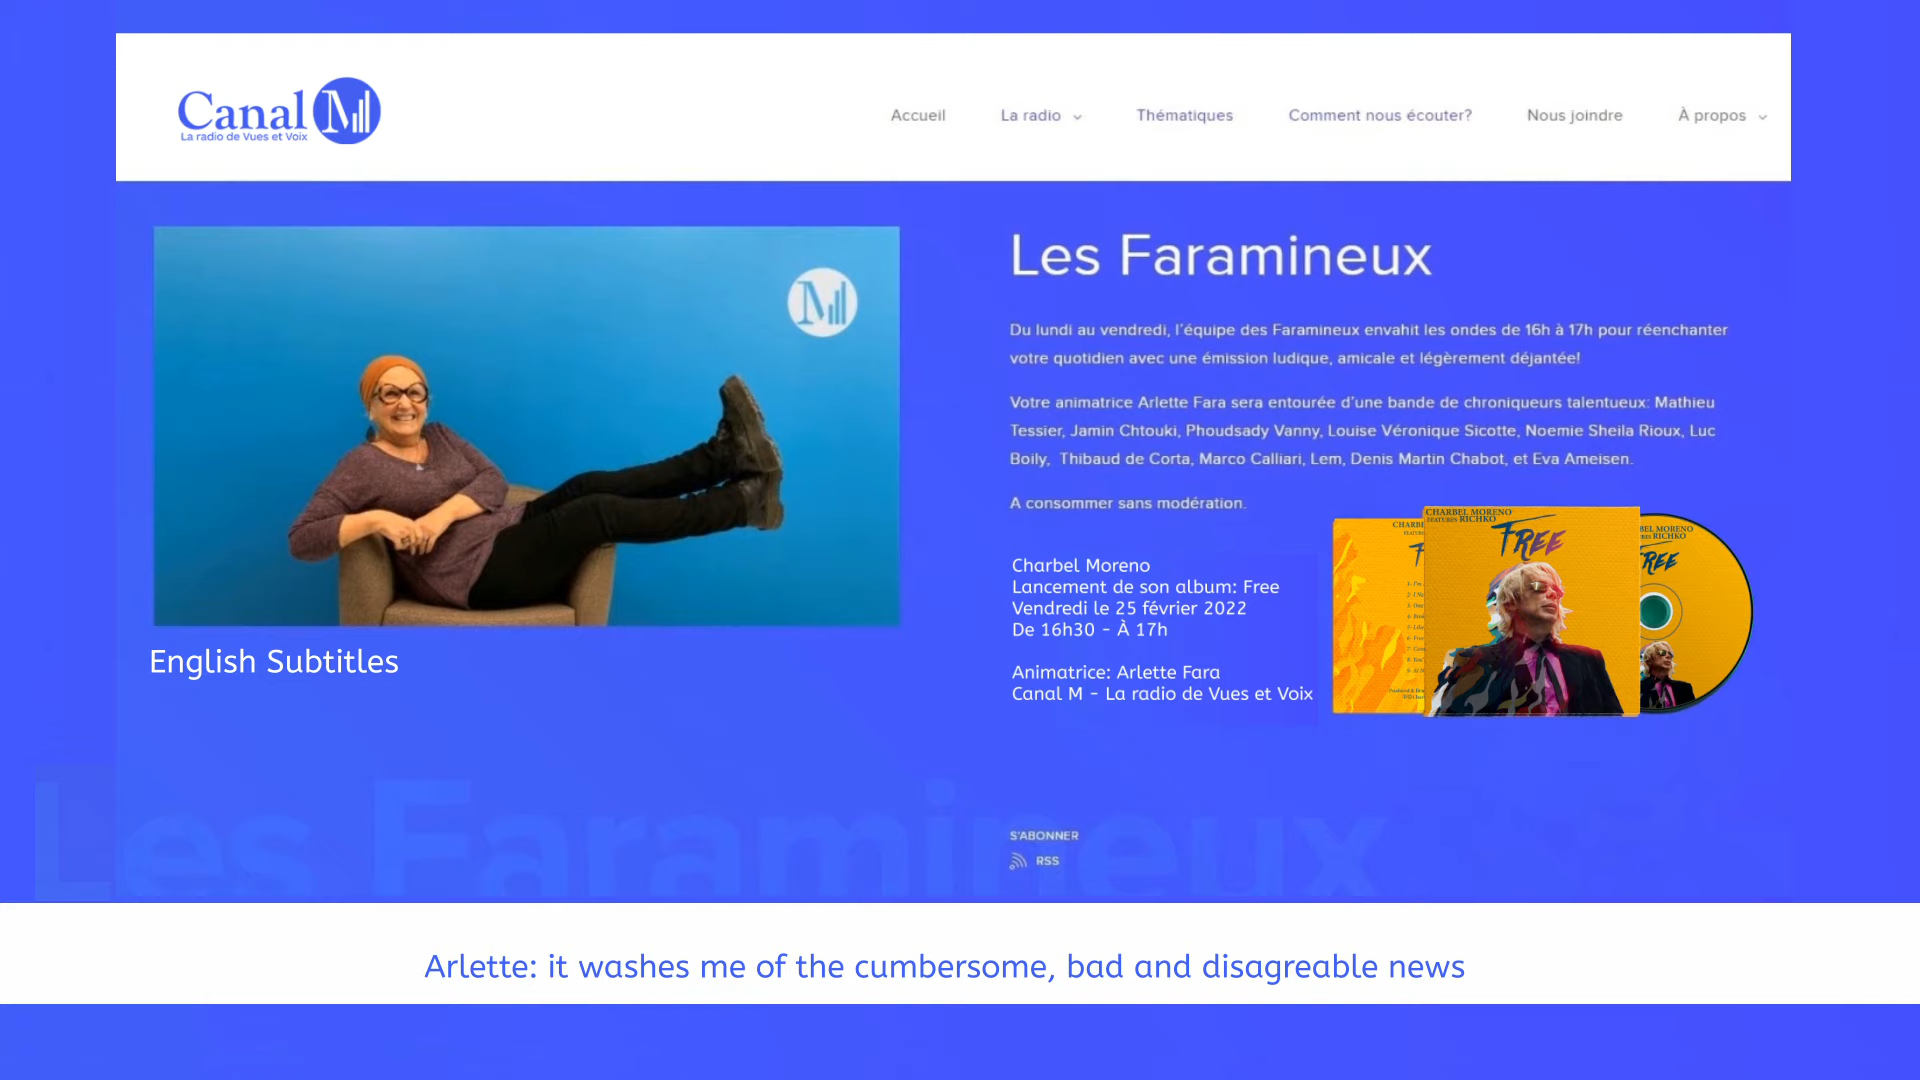 Canal M
La radio de Vues et Voix
Accueil
La radio
Thématiques
Comment nous écouter?
Nous joindre
À propos
M
English Subtitles
Les Faramineux
Du lundi au vendredi, l'équipe des Faramineux envahit les ondes de 16h à 17h pour réenchanter
votre quotidien avec une émission ludique, amicale et légèrement déjantée!
Votre animatrice Arlette Fara sera entourée d'une bande de chroniqueurs talentueux: Mathieu
Tessier, Jamin Chtouki, Phoudsady Vanny, Louise Véronique Sicotte, Noemie Sheila Rioux, Luc
Boily, Thibaud de Corta, Marco Calliari, Lem, Denis Martin Chabot, et Eva Ameisen.
A consommer sans modération.
Charbel Moreno
Lancement de son album: Free
Vendredi le 25 février 2022
De 16h30 - À 17h
Animatrice: Arlette Fara
Canal M - La radio de Vues et Voix
CHARBEL MORENO
FEATURES RICHKO
FREE
MORENO
RICHKO
REE
Les Faramineux
S'ABONNER
RSS
Arlette: it washes me of the cumbersome, bad and disagreable news